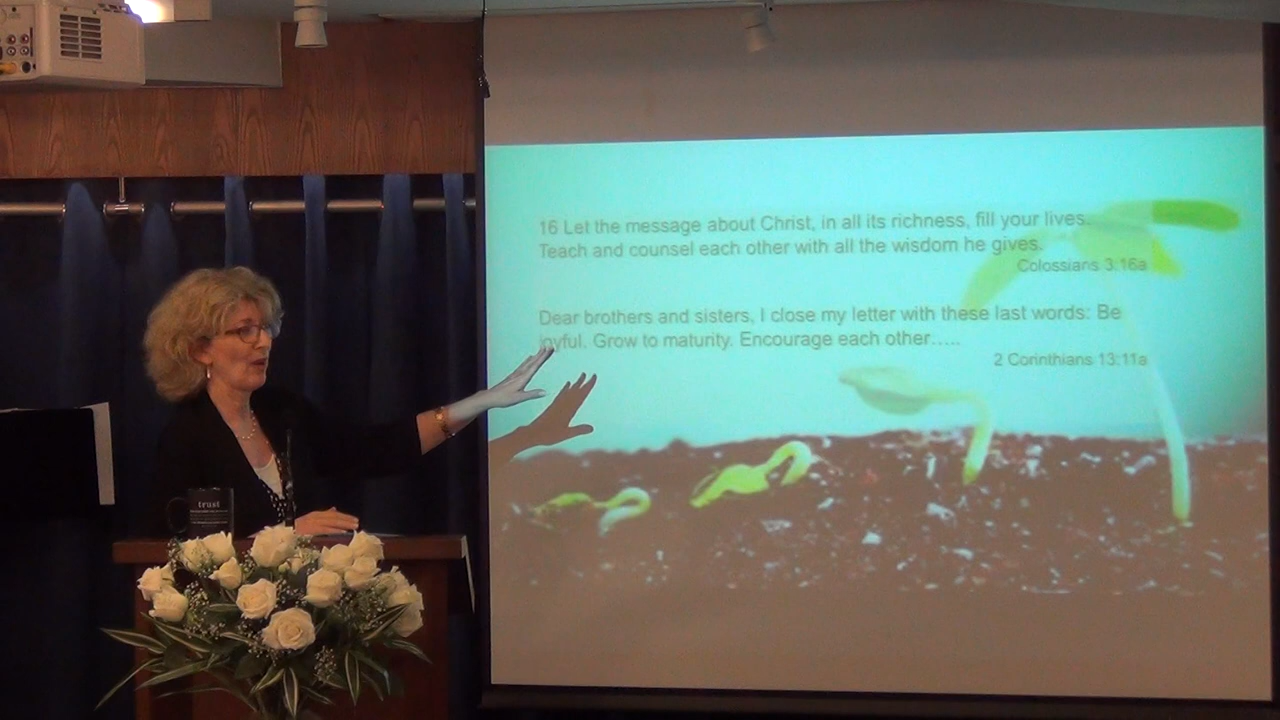 16 Let the message about Christ, in all its richness, fill your lives.
Teach and counsel each other with all the wisdom he gives.
Colossians 3:16a
Dear brothers and sisters, I close my letter with these last words: Be
joyful. Grow to maturity. Encourage each other…..
2 Corinthians 13:11a
trust